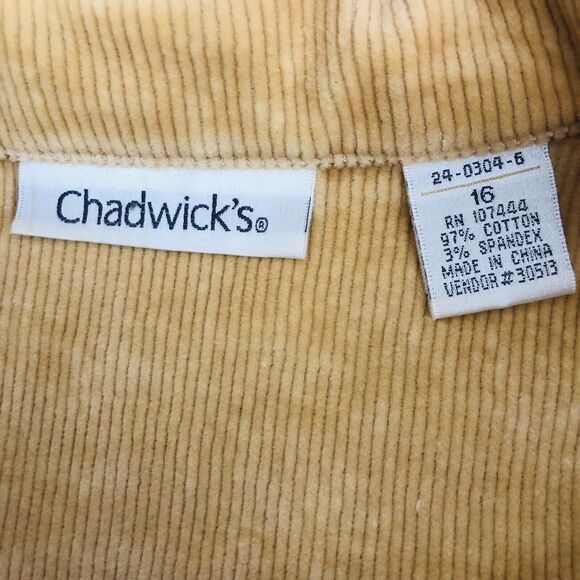 Chadwick's®
24-0304-6
16
RN 107444
97% COTTON
3% SPANDEX
MADE IN CHINA
VENDOR # 30513